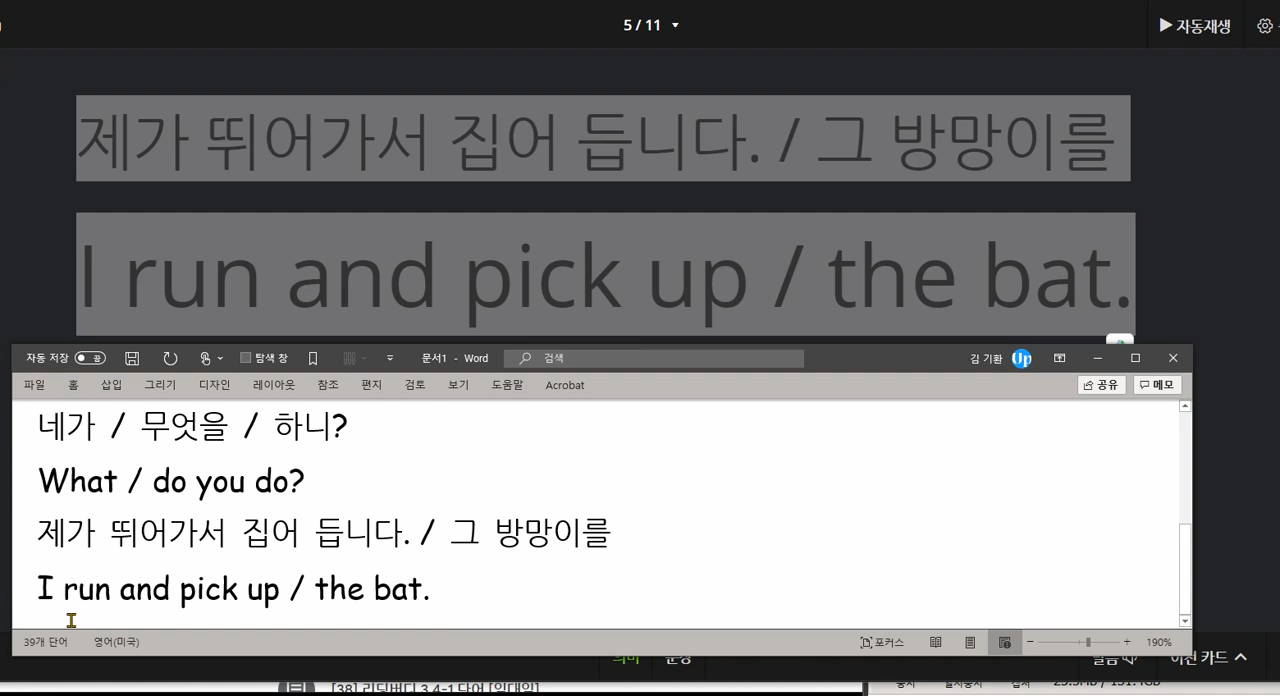 5 / 11
자동재생
제가 뛰어가서 집어 듭니다. / 그 방망이를
I run and pick up / the bat.
자동 저장 끔 탐색 창 문서1 - Word 검색 김 기환 Up
파일 홈 삽입 그리기 디자인 레이아웃 참조 편지 검토 보기 도움말 Acrobat 공유 메모
네가 / 무엇을 / 하니?
What / do you do?
제가 뛰어가서 집어 듭니다. / 그 방망이를
I run and pick up / the bat.
39개 단어 영어(미국) 포커스 190%
이전 카드